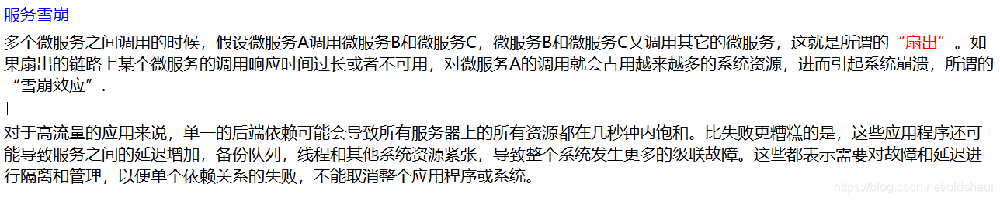 服务雪崩
多个微服务之间调用的时候，假设微服务A调用微服务B和微服务C，微服务B和微服务C又调用其它的微服务，这就是所谓的“扇出”。如
果扇出的链路上某个微服务的调用响应时间过长或者不可用，对微服务A的调用就会占用越来越多的系统资源，进而引起系统崩溃，所谓的
“雪崩效应”.
对于高流量的应用来说，单一的后端依赖可能会导致所有服务器上的所有资源都在几秒钟内饱和。比失败更糟糕的是，这些应用程序还可
能导致服务之间的延迟增加，备份队列，线程和其他系统资源紧张，导致整个系统发生更多的级联故障。这些都表示需要对故障和延迟进
行隔离和管理，以便单个依赖关系的失败，不能取消整个应用程序或系统。
https://blog.csdn.net/oldshaui